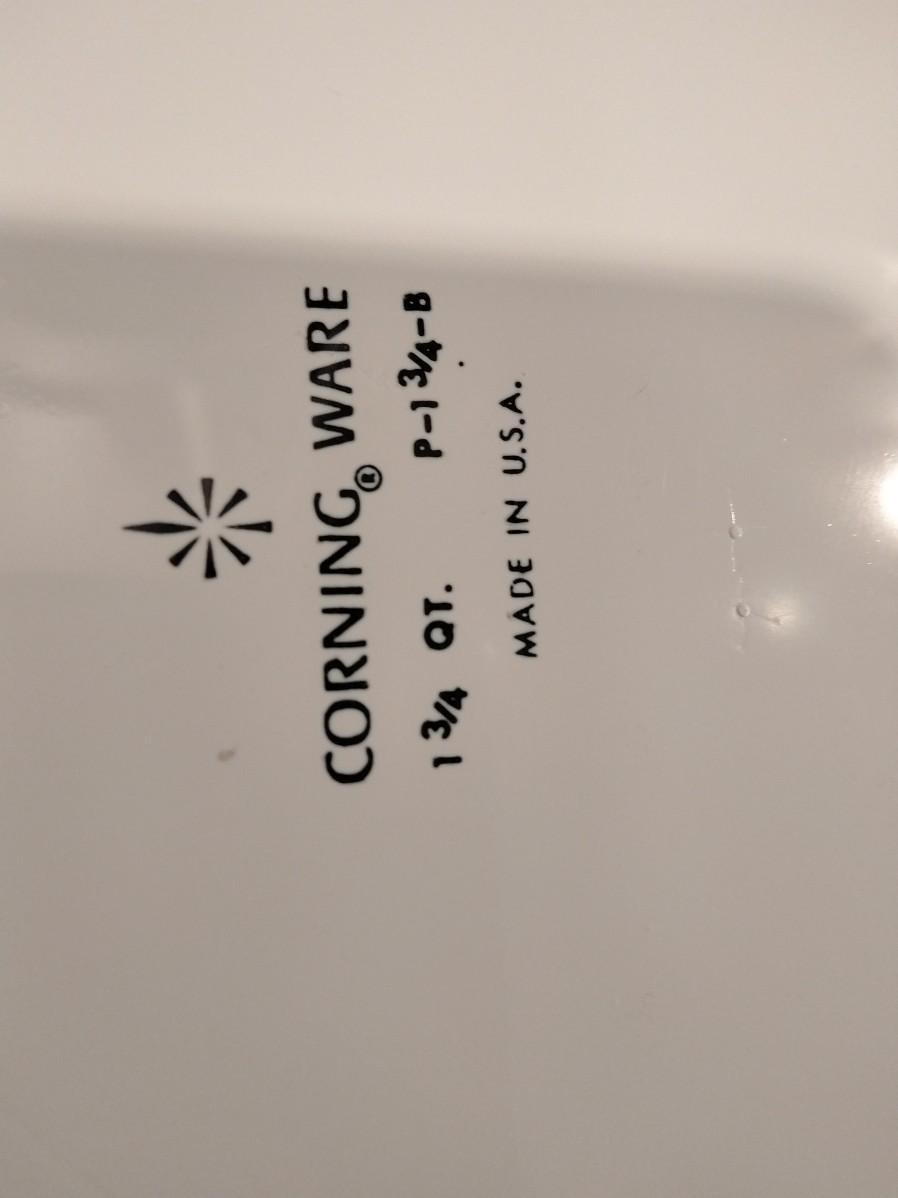 CORNING® WARE
1 3/4 QT. P-1 3/4-B
MADE IN U.S.A.